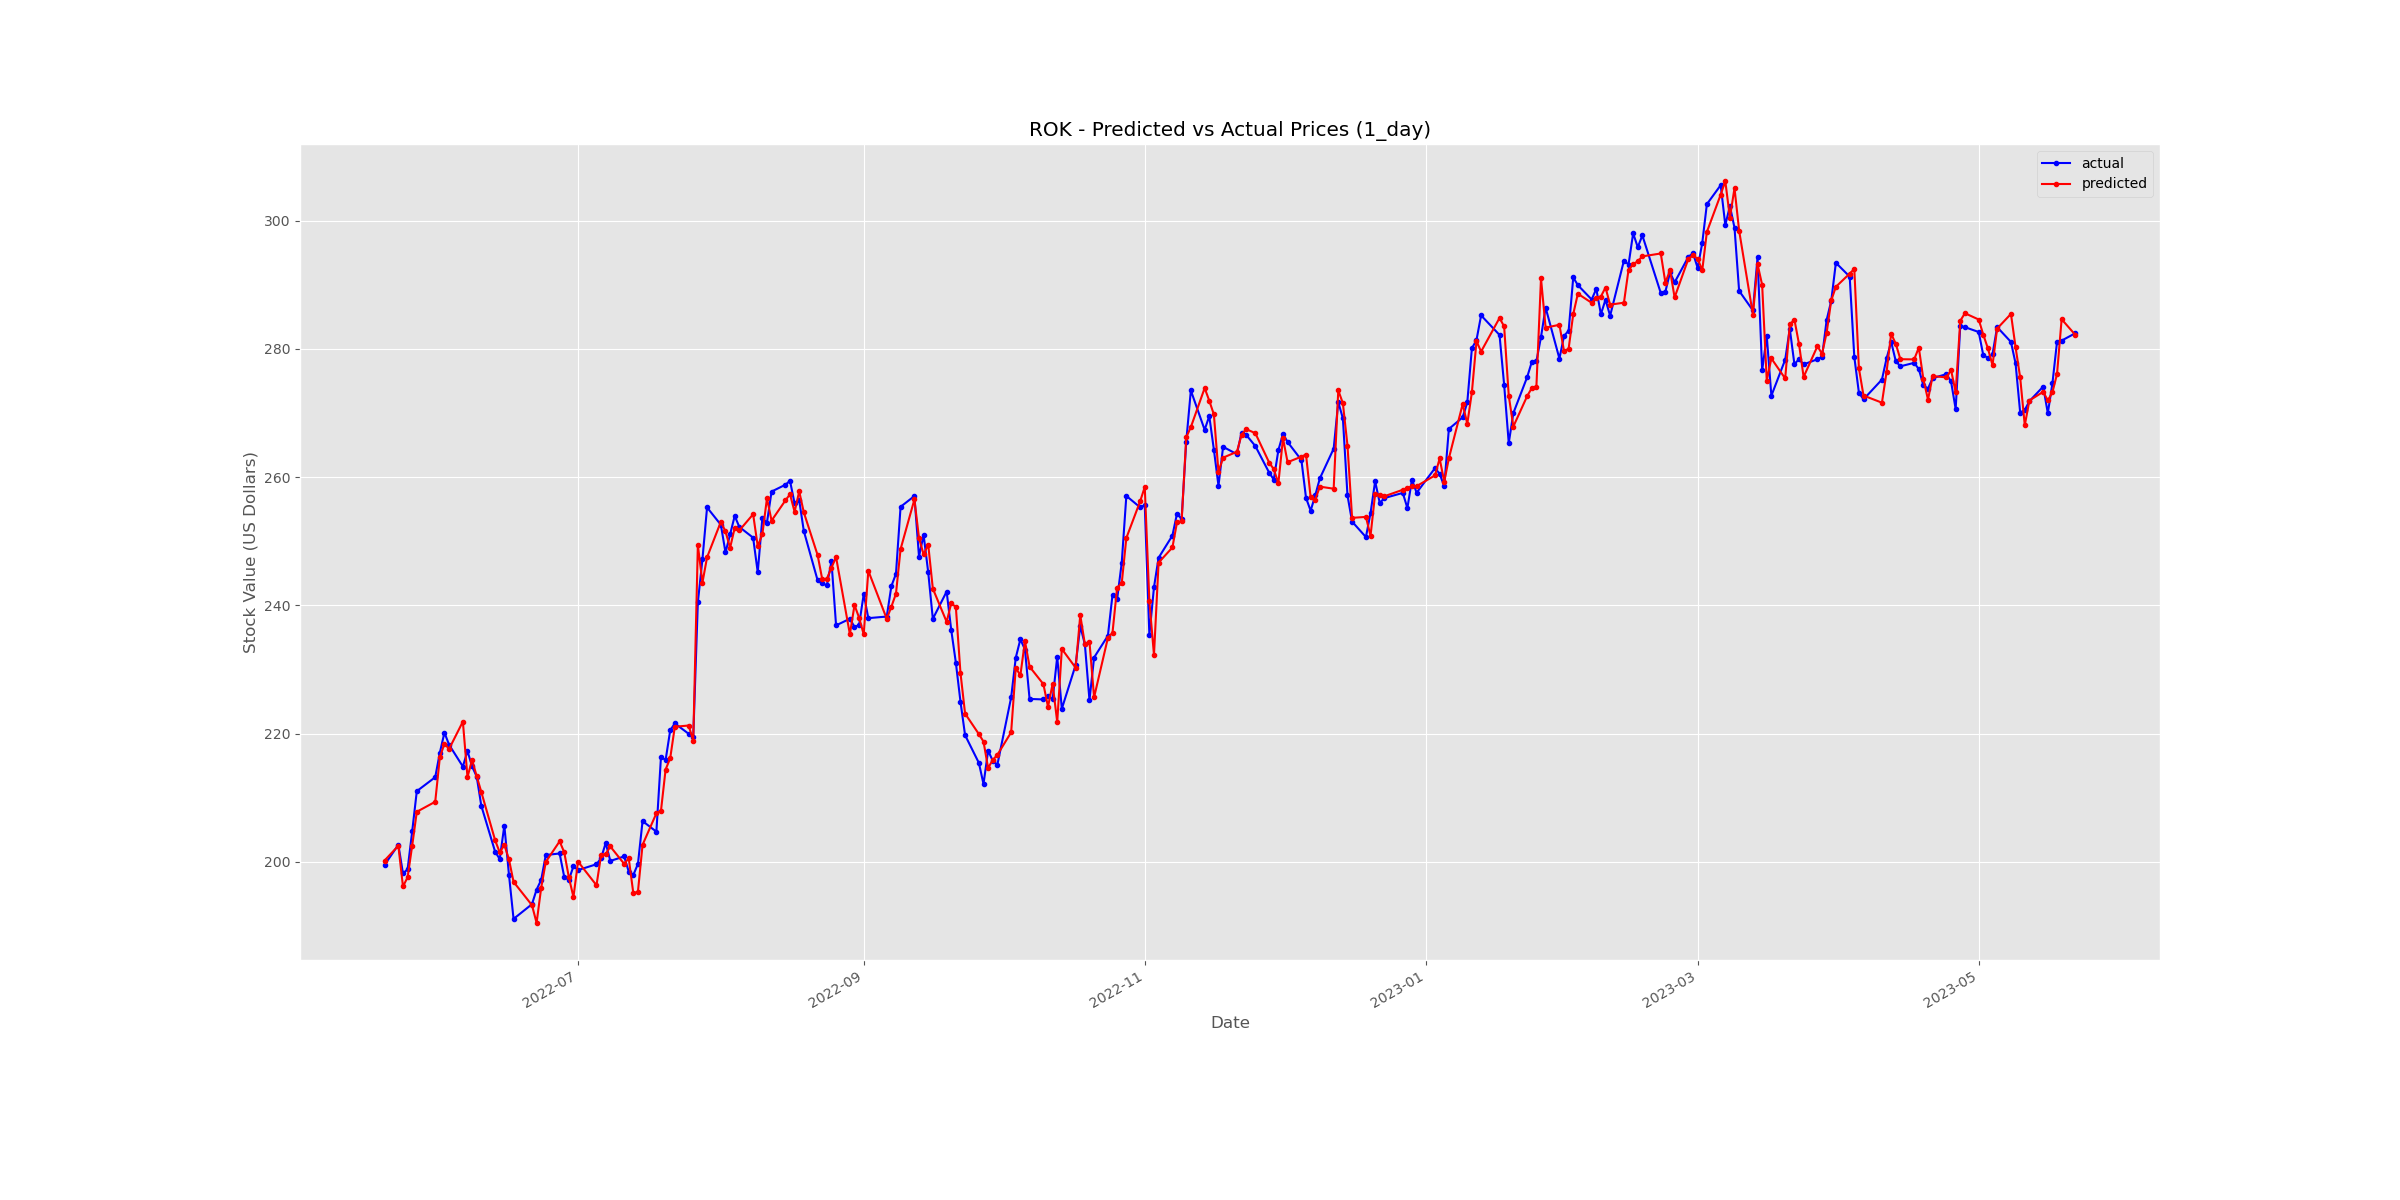 ROK - Predicted vs Actual Prices (1_day)
actual
predicted
300
280
260
240
220
200
Stock Value (US Dollars)
2022-07
2022-09
2022-11
2023-01
2023-03
2023-05
Date